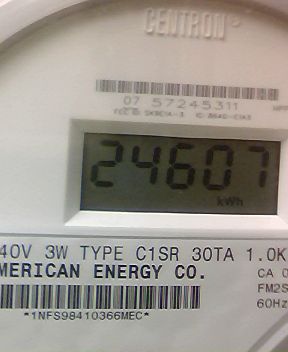 CENTRON
07 57245311
24607
kWh
40V 3W TYPE C1SR 30TA 1.0K
MERICAN ENERGY CO.
CA 0
FM2S
60Hz
*1NFS98410366MEC*